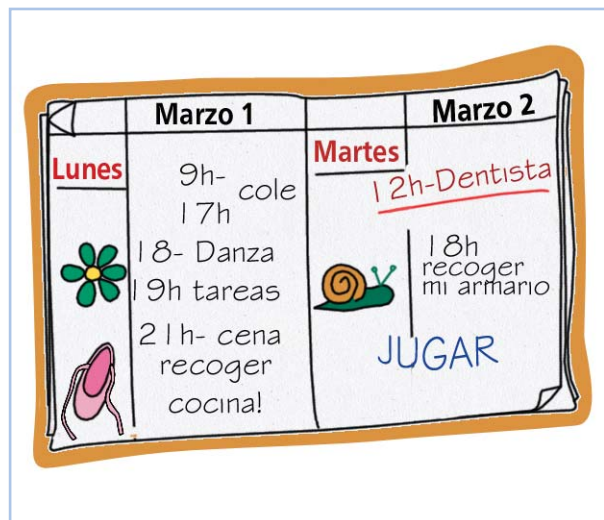 Marzo 1
Lunes
9h-
17h
cole
18- Danza
19h tareas
21h- cena
recoger
cocina!
Marzo 2
Martes
12h-Dentista
18h
recoger
mi armario
JUGAR